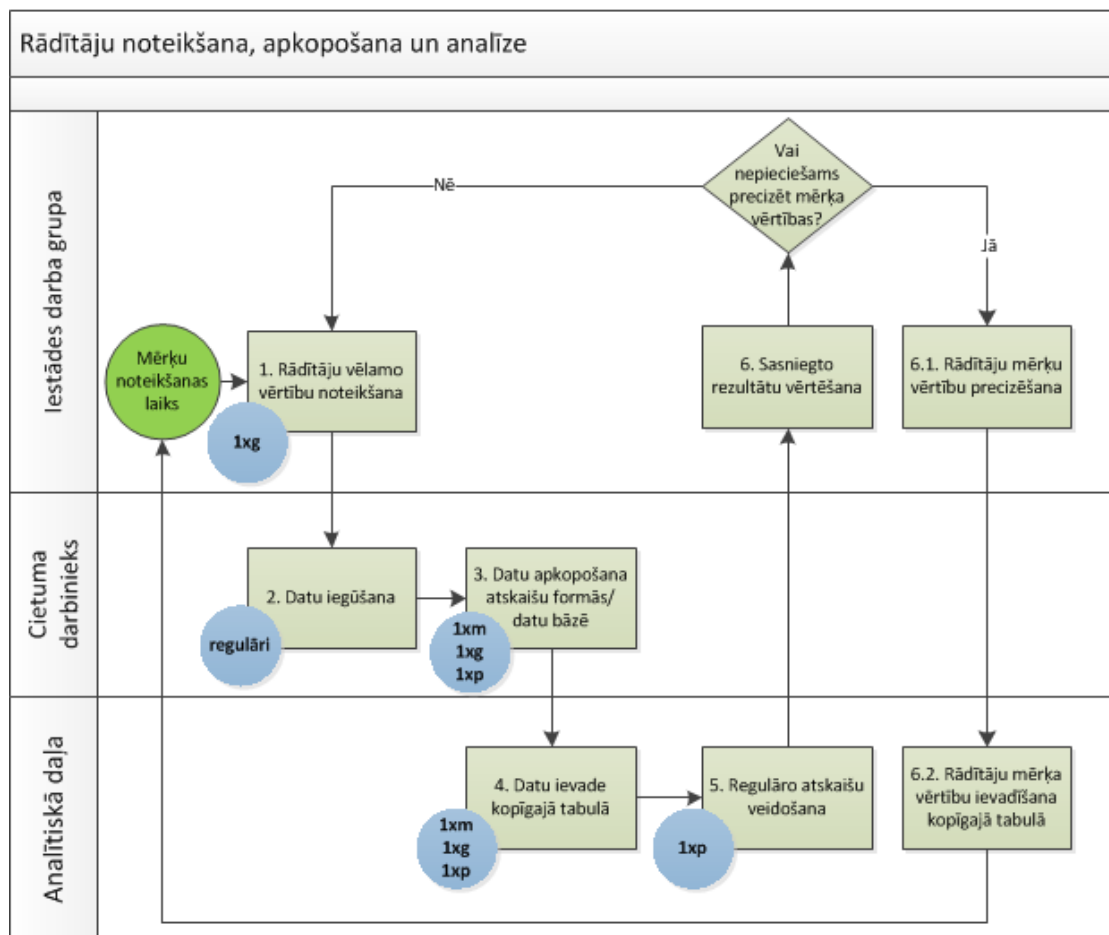 Rādītāju noteikšana, apkopošana un analīze
Iestādes darba grupa
Vai
nepieciešams
precizēt mērķa
vērtības?
Nē
Jā
Mērķu
noteikšanas
laiks
1. Rādītāju vēlamo
vērtību noteikšana
1xg
6. Sasniegto
rezultātu vērtēšana
6.1. Rādītāju mērķu
vērtību precizēšana
Cietuma
darbinieks
2. Datu iegūšana
regulāri
3. Datu apkopošana
atskaišu formās/
datu bāzē
1xm
1xg
1xp
Analītiskā daļa
4. Datu ievade
kopīgajā tabulā
1xm
1xg
1xp
5. Regulāro atskaišu
veidošana
1xp
6.2. Rādītāju mērķa
vērtību ievadīšana
kopīgajā tabulā